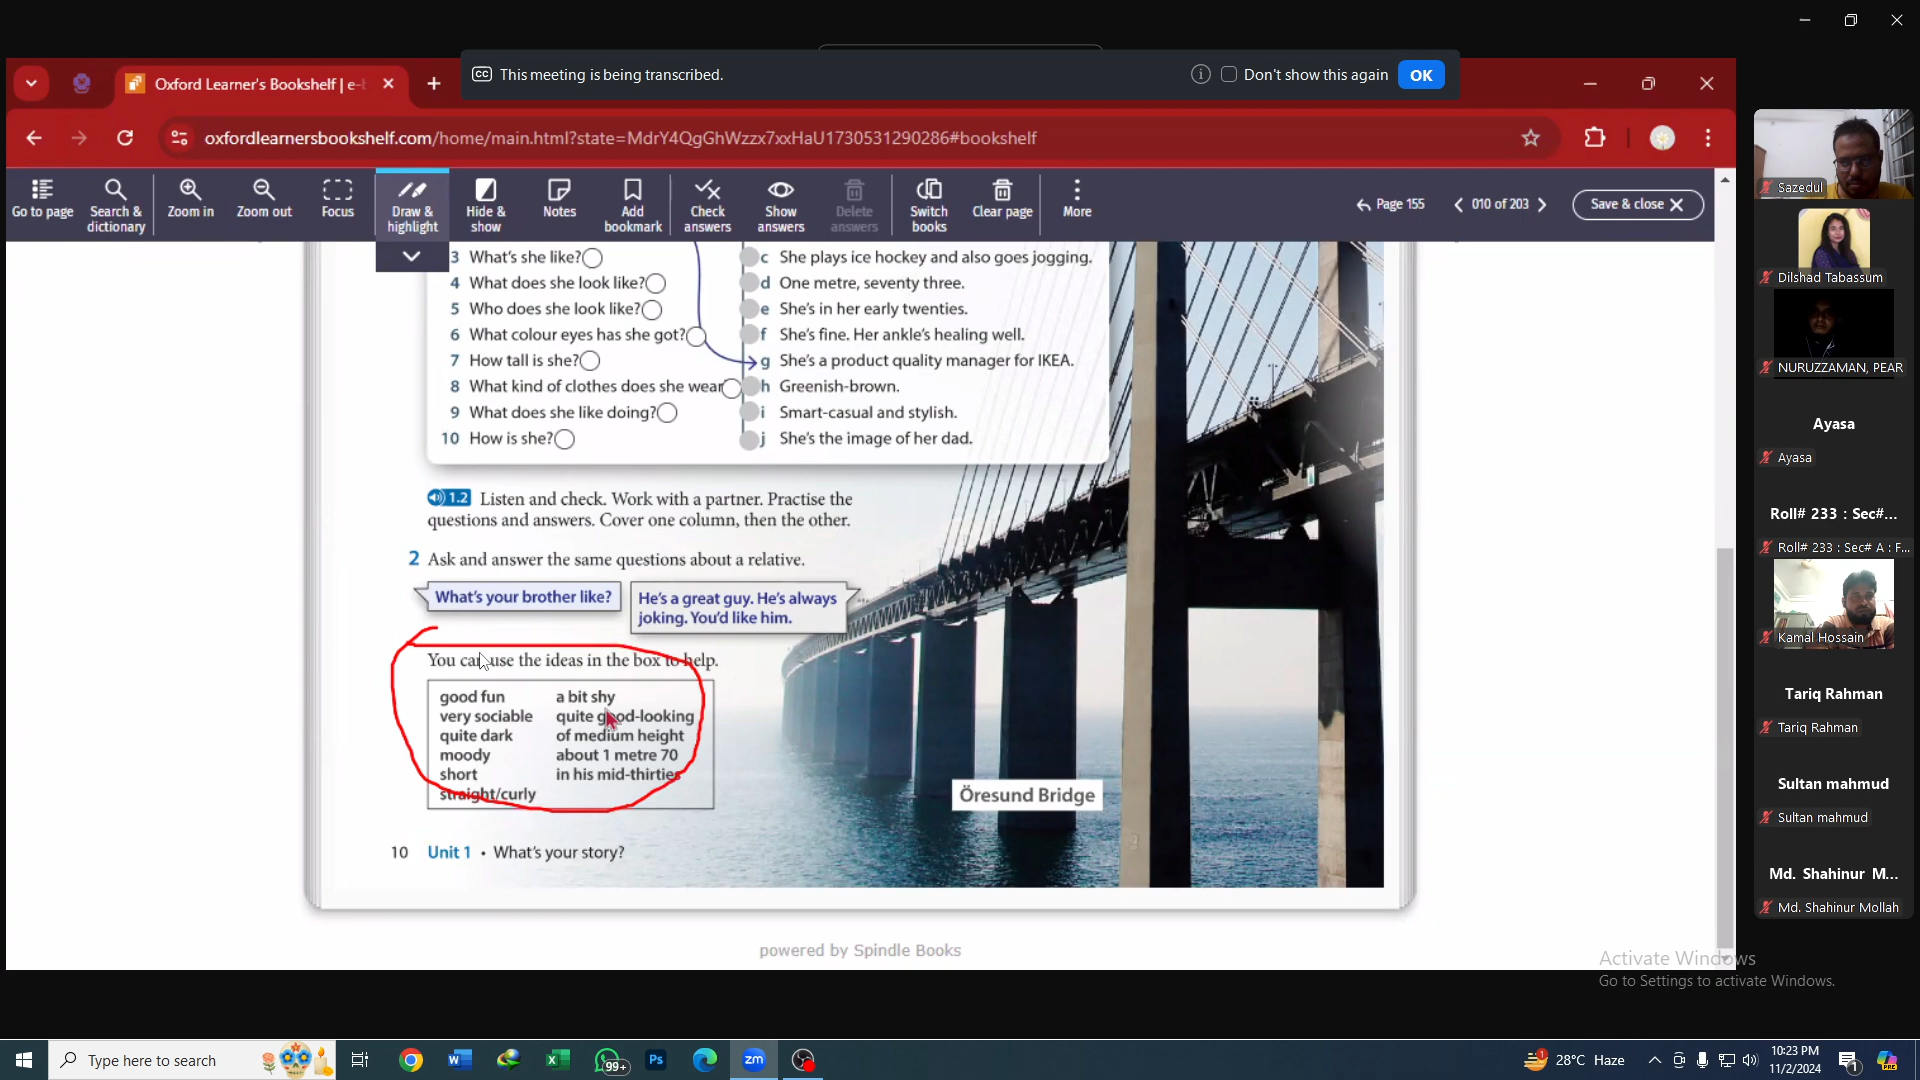 This meeting is being transcribed.
Don't show this again
OK
Oxford Learner's Bookshelf | e-
oxfordlearnersbookshelf.com/home/main.html?state=MdrY4QgGhWzzx7xxHaU1730531290286#bookshelf
Go to page
Search & dictionary
Zoom in
Zoom out
Focus
Draw & highlight
Hide & show
Notes
Add bookmark
Check answers
Show answers
Delete answers
Switch books
Clear page
More
Page 155
010 of 203
Save & close
3 What's she like?
4 What does she look like?
5 Who does she look like?
6 What colour eyes has she got?
7 How tall is she?
8 What kind of clothes does she wear
9 What does she like doing?
10 How is she?
c She plays ice hockey and also goes jogging.
d One metre, seventy three.
e She's in her early twenties.
f She's fine. Her ankle's healing well.
g She's a product quality manager for IKEA.
h Greenish-brown.
i Smart-casual and stylish.
j She's the image of her dad.
1.2 Listen and check. Work with a partner. Practise the
questions and answers. Cover one column, then the other.
2 Ask and answer the same questions about a relative.
What's your brother like?
He's a great guy. He's always
joking. You'd like him.
You can use the ideas in the box to help.
good fun
very sociable
quite dark
moody
short
straight/curly
a bit shy
quite good-looking
of medium height
about 1 metre 70
in his mid-thirties
Öresund Bridge
10 Unit 1 • What's your story?
powered by Spindle Books
Sazedul
Dilshad Tabassum
NURUZZAMAN, PEAR
Ayasa
Ayasa
Roll# 233 : Sec#...
Roll# 233 : Sec# A : F...
Kamal Hossain
Tariq Rahman
Tariq Rahman
Sultan mahmud
Sultan mahmud
Md. Shahinur M...
Md. Shahinur Mollah
Activate Windows
Go to Settings to activate Windows.
Type here to search
99+
28°C Haze
10:23 PM
11/2/2024